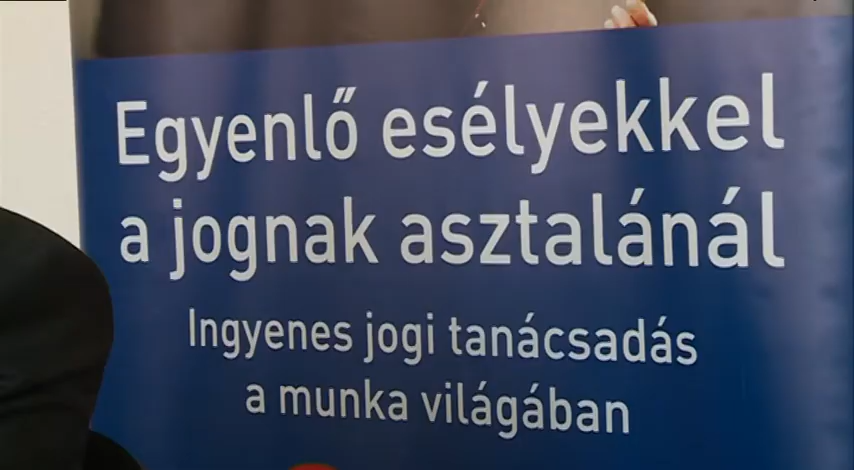 Egyenlő esélyekkel
a jognak asztalánál
Ingyenes jogi tanácsadás
a munka világában